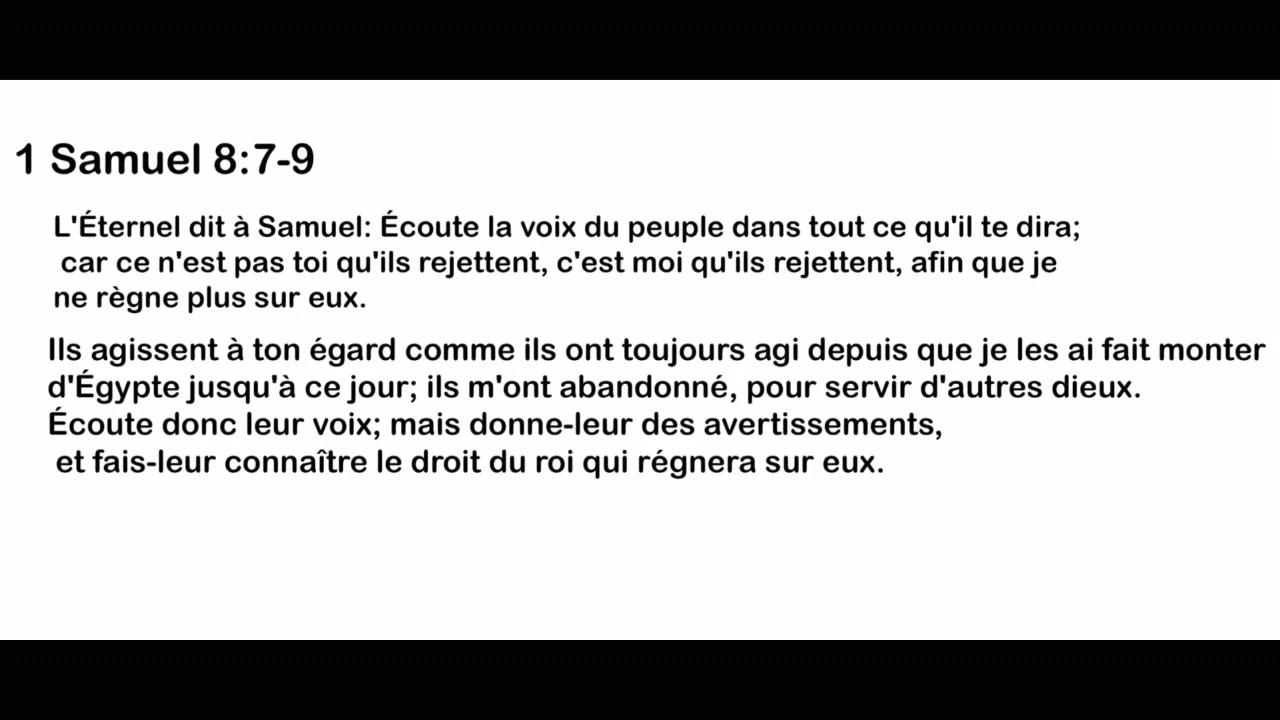 1 Samuel 8:7-9
L'Éternel dit à Samuel: Écoute la voix du peuple dans tout ce qu'il te dira;
car ce n'est pas toi qu'ils rejettent, c'est moi qu'ils rejettent, afin que je
ne règne plus sur eux.
Ils agissent à ton égard comme ils ont toujours agi depuis que je les ai fait monter
d'Égypte jusqu'à ce jour; ils m'ont abandonné, pour servir d'autres dieux.
Écoute donc leur voix; mais donne-leur des avertissements,
et fais-leur connaître le droit du roi qui régnera sur eux.